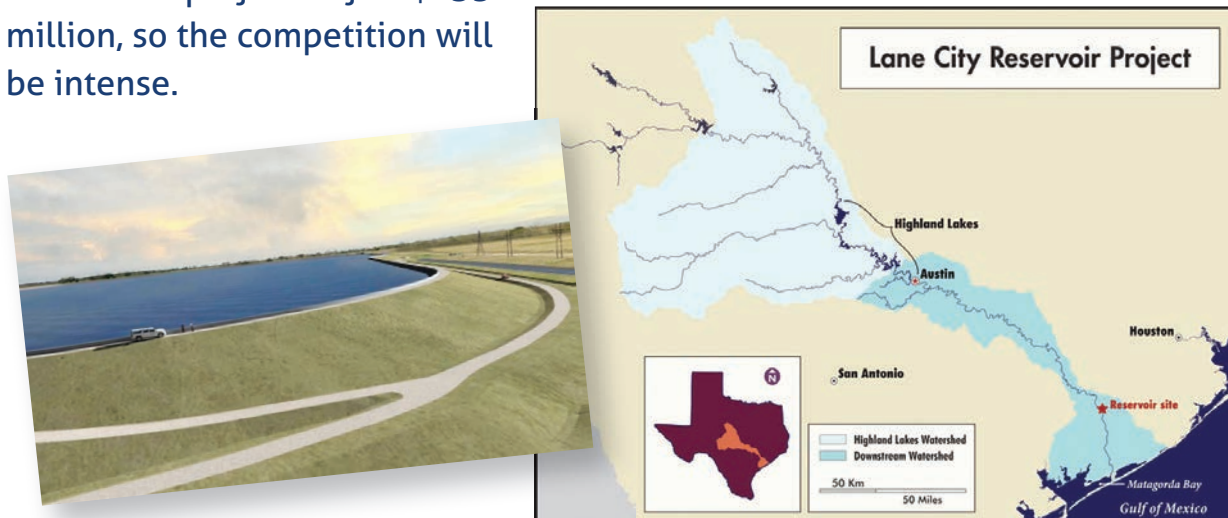 million, so the competition will
be intense.
Lane City Reservoir Project
Highland Lakes
Austin
Houston
San Antonio
Reservoir site
N
Highland Lakes Watershed
Downstream Watershed
50 Km
50 Miles
Matagorda Bay
Gulf of Mexico